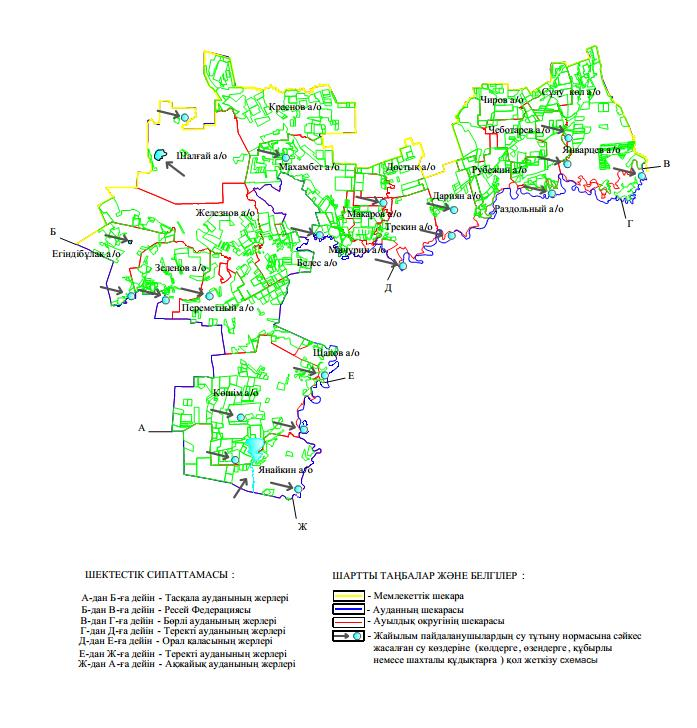 Краснов а/о
Сулу көл а/о
Чиров а/о
Чеботарев а/о
Январцев а/о
Шалғай а/о
Махамбет а/о
Достық а/о
Рубежин а/о
В
Дариян а/о
Железнов а/о
Макаров а/о
Раздольный а/о
Трекин а/о
Г
Б
Мичурин а/о
Егіндібұлақ а/о
Белес а/о
Зеленов а/о
Д
Переметный а/о
Щапов а/о
Е
Көшім а/о
А
Янайкин а/о
Ж
ШЕКТЕСТІК СИПАТТАМАСЫ :
А-дан Б-ға дейін - Тасқала ауданының жерлері
Б-дан В-ға дейін - Ресей Федерациясы
В-дан Г-ға дейін - Бөрлі ауданының жерлері
Г-дан Д-ға дейін - Теректі ауданының жерлері
Д-дан Е-ға дейін - Орал қаласының жерлері
Е-дан Ж-ға дейін - Теректі ауданының жерлері
Ж-дан А-ға дейін - Ақжайық ауданының жерлері
ШАРТТЫ ТАҢБАЛАР ЖӘНЕ БЕЛГІЛЕР :
- Мемлекеттік шекара
- Ауданның шекарасы
- Ауылдық округінің шекарасы
- Жайылым пайдаланушылардың су тұтыну нормасына сәйкес
жасалған су көздеріне (көлдерге, өзендерге, құбырлы
немесе шахталы құдықтарға ) қол жеткізу схемасы